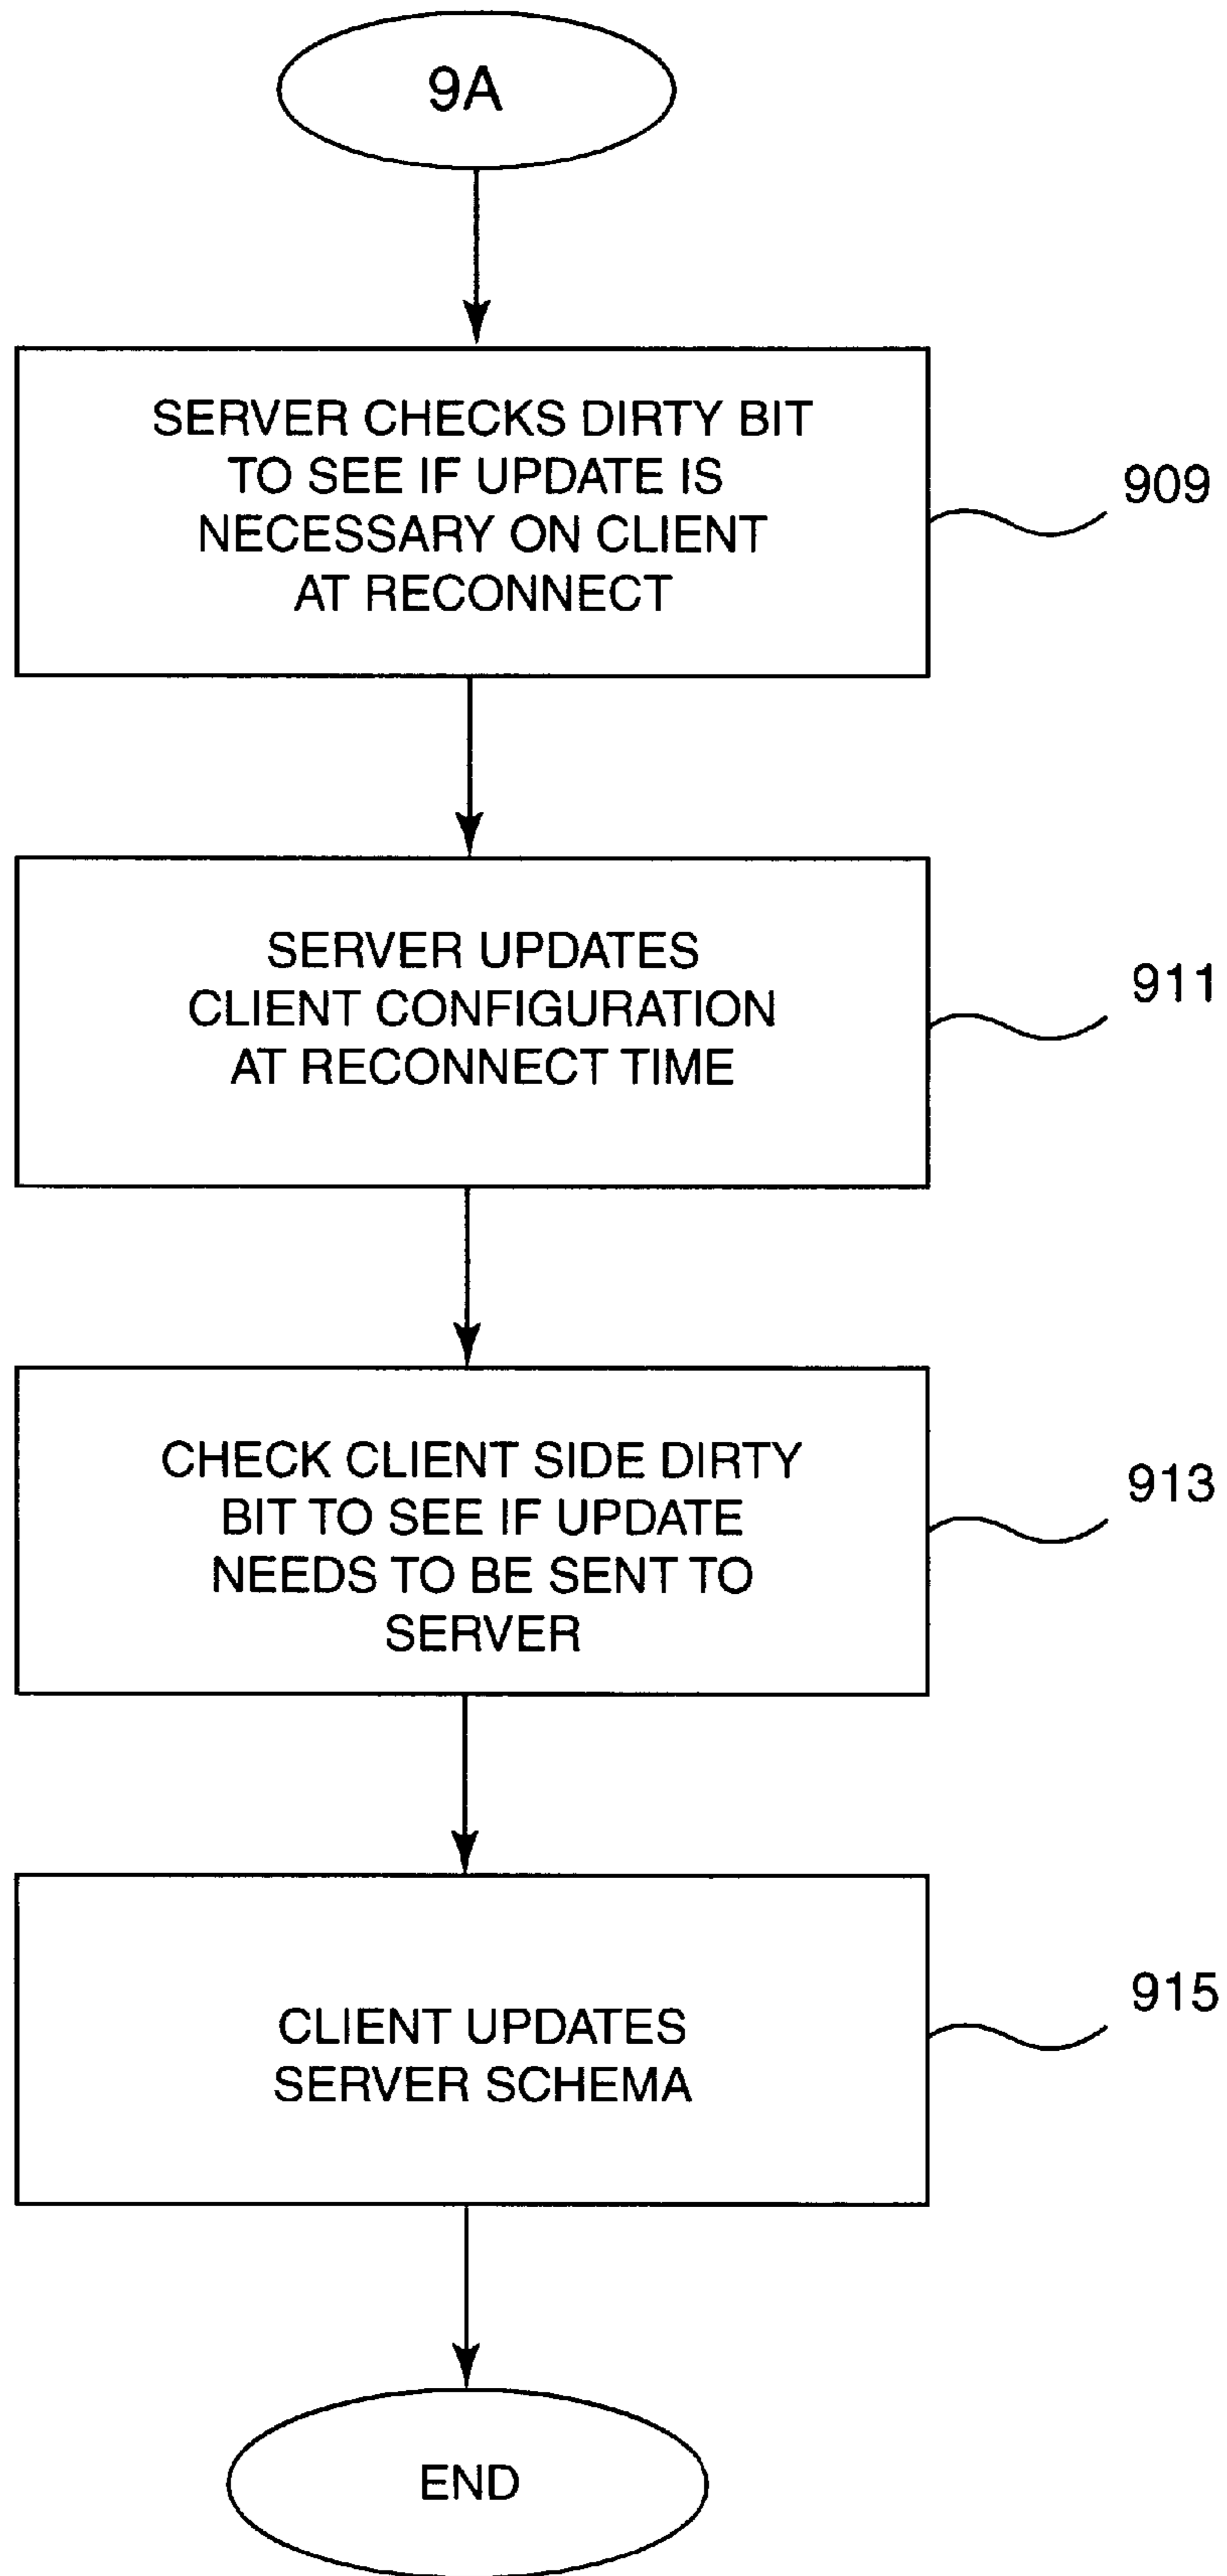 9A
SERVER CHECKS DIRTY BIT
TO SEE IF UPDATE IS
NECESSARY ON CLIENT
AT RECONNECT
909
SERVER UPDATES
CLIENT CONFIGURATION
AT RECONNECT TIME
911
CHECK CLIENT SIDE DIRTY
BIT TO SEE IF UPDATE
NEEDS TO BE SENT TO
SERVER
913
CLIENT UPDATES
SERVER SCHEMA
915
END